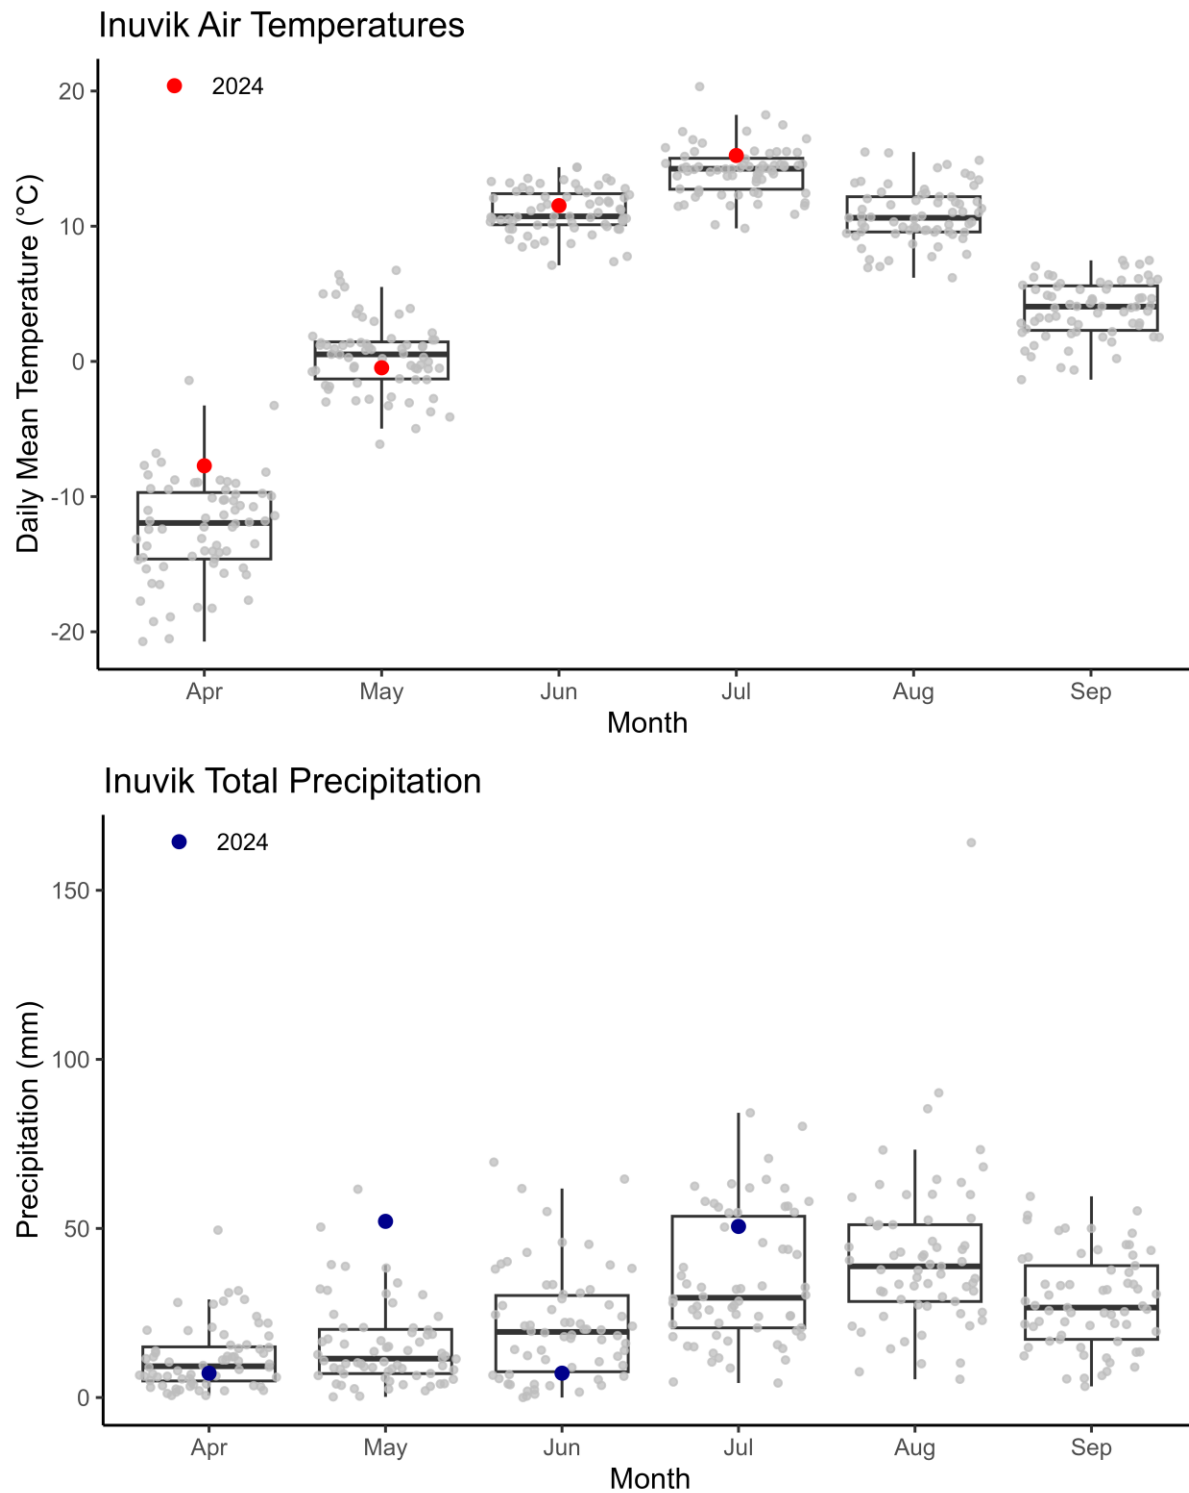 Inuvik Air Temperatures
2024
Daily Mean Temperature (°C)
20
10
0
-10
-20
Apr May Jun Jul Aug Sep
Month
Inuvik Total Precipitation
2024
Precipitation (mm)
150
100
50
0
Apr May Jun Jul Aug Sep
Month